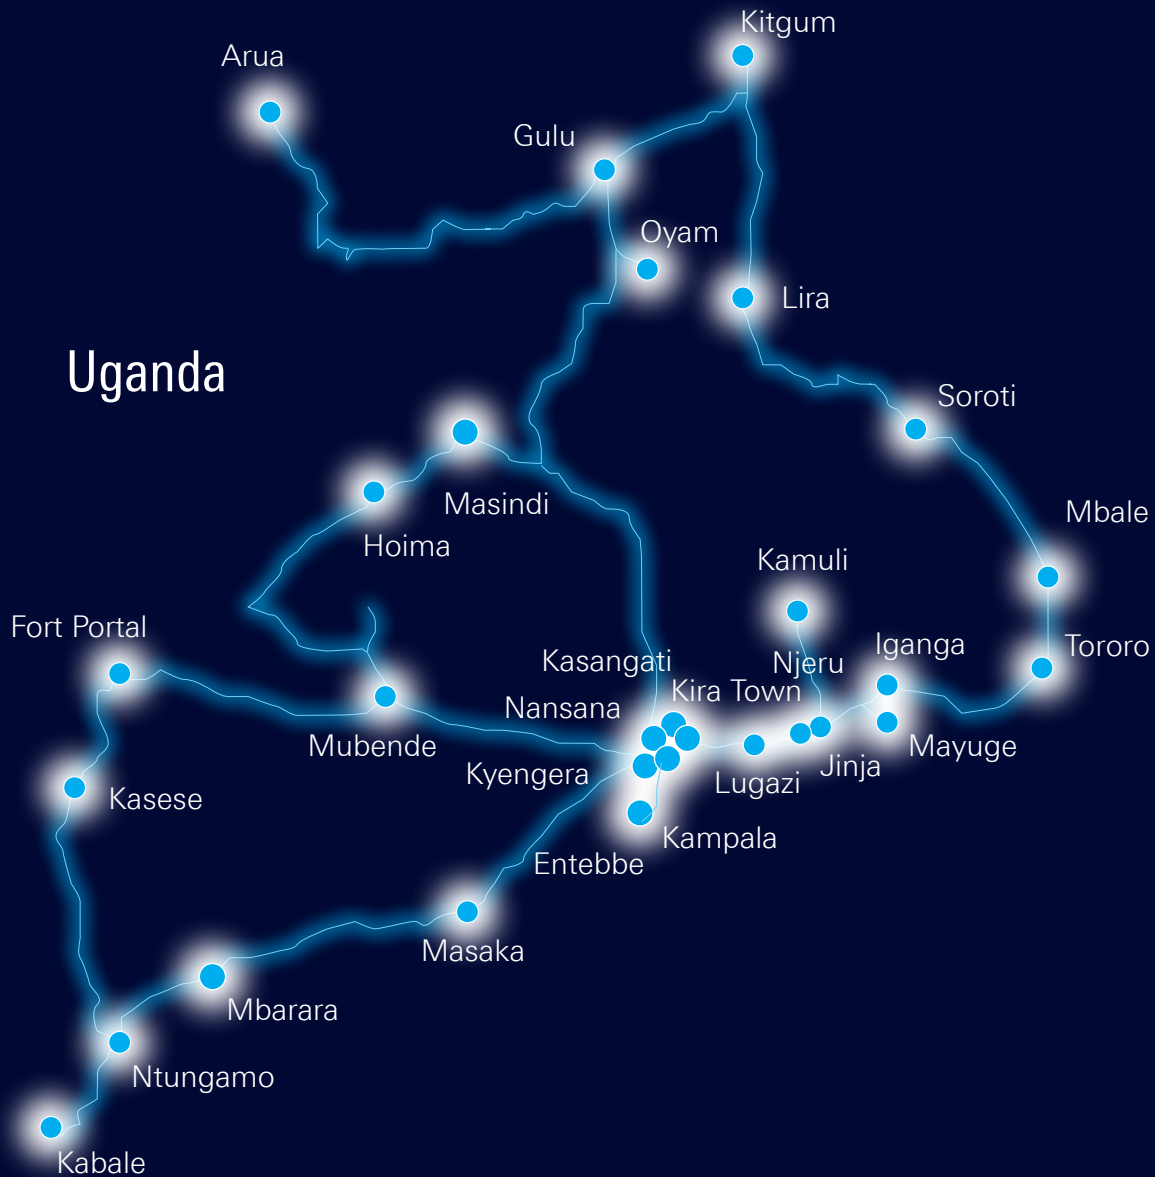 Kitgum
Arua
Gulu
Oyam
Lira
Uganda
Soroti
Masindi
Mbale
Hoima
Kamuli
Fort Portal
Iganga
Tororo
Kasangati
Njeru
Kira Town
Nansana
Mubende
Mayuge
Kyengera
Jinja
Lugazi
Kasese
Kampala
Entebbe
Masaka
Mbarara
Ntungamo
Kabale